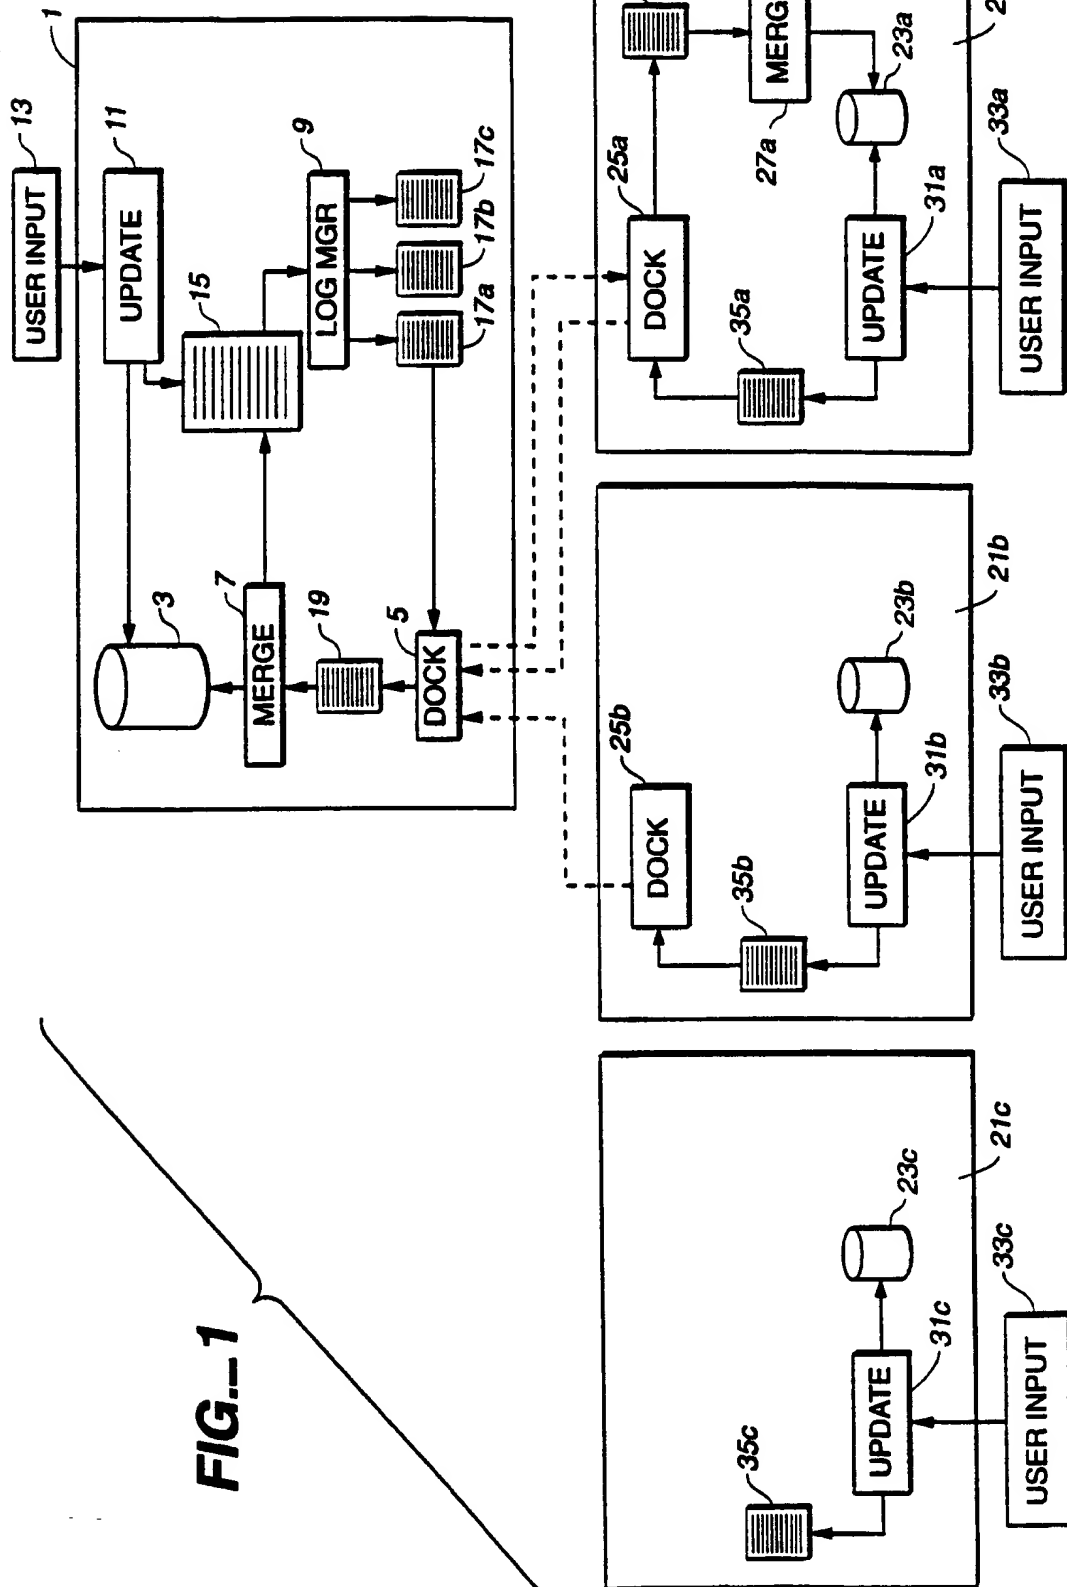 FIG._1
USER INPUT
13
1
UPDATE
11
3
15
MERGE
7
LOG MGR
9
19
17a
17b
17c
DOCK
5
DOCK
25b
DOCK
25a
35c
35b
35a
MERG
27a
UPDATE
31c
23c
UPDATE
31b
23b
UPDATE
31a
23a
21c
21b
2
USER INPUT
33c
USER INPUT
33b
USER INPUT
33a